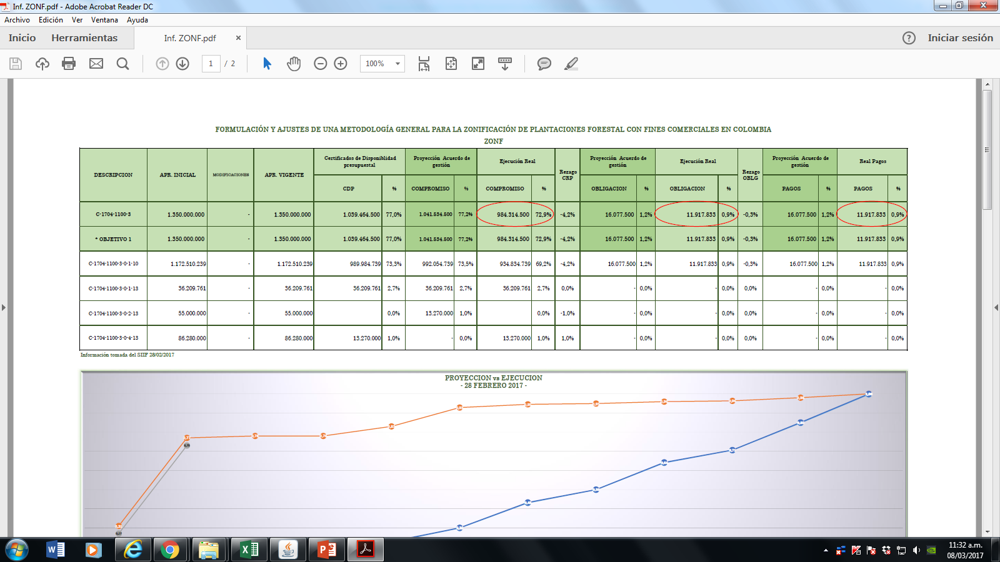 Inf. ZONF.pdf - Adobe Acrobat Reader DC
Archivo Edición Ver Ventana Ayuda
Inicio Herramientas Inf. ZONF.pdf × ? Iniciar sesión
1 / 2 100%
FORMULACIÓN Y AJUSTES DE UNA METODOLOGÍA GENERAL PARA LA ZONIFICACIÓN DE PLANTACIONES FORESTAL CON FINES COMERCIALES EN COLOMBIA
ZONF
DESCRIPCION APR. INICIAL MODIFICACIONES APR. VIGENTE Certificados de Disponiblidad presupuestal Proyección Acuerdo de gestión Ejecución Real Rezago CRP Proyección Acuerdo de gestión Ejecución Real Rezago OBLG Proyección Acuerdo de gestión Real Pagos
CDP % COMPROMISO % COMPROMISO % OBLIGACION % OBLIGACION % PAGOS % PAGOS %
C-1704-1100-3 1.350.000.000 - 1.350.000.000 1.039.464.500 77,0% 1.041.534.500 77,2% 984.314.500 72,9% -4,2% 16.077.500 1,2% 11.917.833 0,9% -0,3% 16.077.500 1,2% 11.917.833 0,9%
* OBJETIVO 1 1.350.000.000 - 1.350.000.000 1.039.464.500 77,0% 1.041.534.500 77,2% 984.314.500 72,9% -4,2% 16.077.500 1,2% 11.917.833 0,9% -0,3% 16.077.500 1,2% 11.917.833 0,9%
C-1704-1100-3-0-1-10 1.172.510.239 - 1.172.510.239 989.984.739 73,3% 992.054.739 73,5% 934.834.739 69,2% -4,2% 16.077.500 1,2% 11.917.833 0,9% -0,3% 16.077.500 1,2% 11.917.833 0,9%
C-1704-1100-3-0-1-13 36.209.761 - 36.209.761 36.209.761 2,7% 36.209.761 2,7% 36.209.761 2,7% 0,0% - 0,0% - 0,0% 0,0% - 0,0% - 0,0%
C-1704-1100-3-0-2-13 55.000.000 - 55.000.000 0,0% 13.270.000 1,0% 0,0% -1,0% - 0,0% - 0,0% 0,0% - 0,0% - 0,0%
C-1704-1100-3-0-4-13 86.280.000 - 86.280.000 13.270.000 1,0% - 0,0% 13.270.000 1,0% 1,0% - 0,0% - 0,0% 0,0% - 0,0% - 0,0%
Información tomada del SIIF 28/02/2017
PROYECCION vs EJECUCION
- 28 FEBRERO 2017 -
11:32 a.m.
08/03/2017